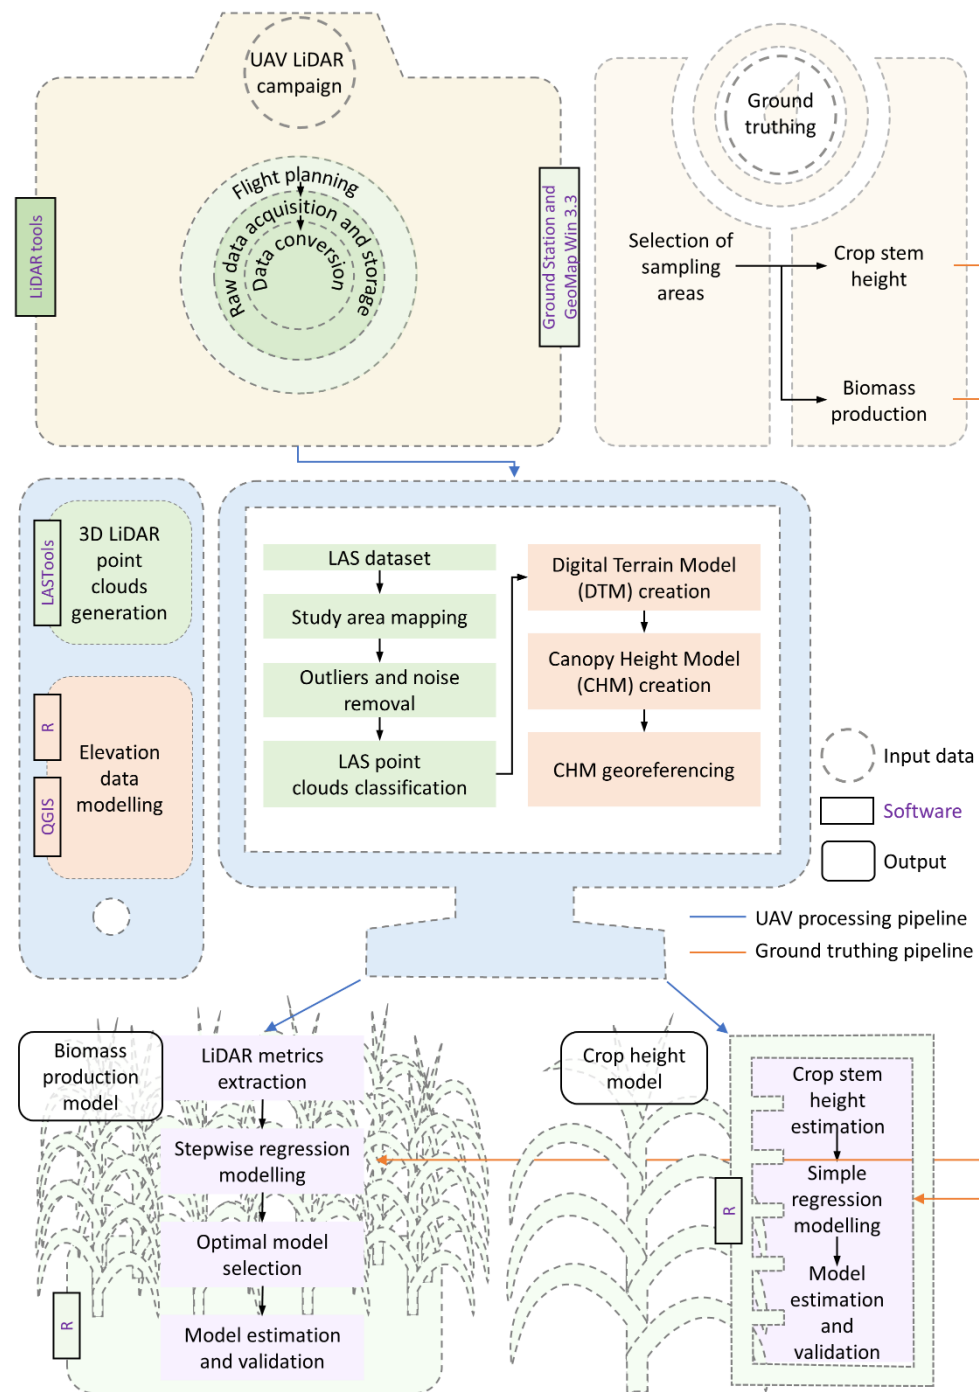 UAV LiDAR
campaign
Flight planning
Raw data acquisition and storage
Data conversion
LiDAR tools
Ground Station and
GeoMap Win 3.3
Ground
truthing
Selection of
sampling
areas
Crop stem
height
Biomass
production
3D LiDAR
point
clouds
generation
LASTools
Elevation
data
modelling
R
QGIS
LAS dataset
Study area mapping
Outliers and noise
removal
LAS point
clouds classification
Digital Terrain Model
(DTM) creation
Canopy Height Model
(CHM) creation
CHM georeferencing
Input data
Software
Output
UAV processing pipeline
Ground truthing pipeline
Biomass
production
model
LiDAR metrics
extraction
Stepwise regression
modelling
Optimal model
selection
Model estimation
and validation
R
Crop height
model
Crop stem
height
estimation
Simple
regression
modelling
Model
estimation
and
validation
R